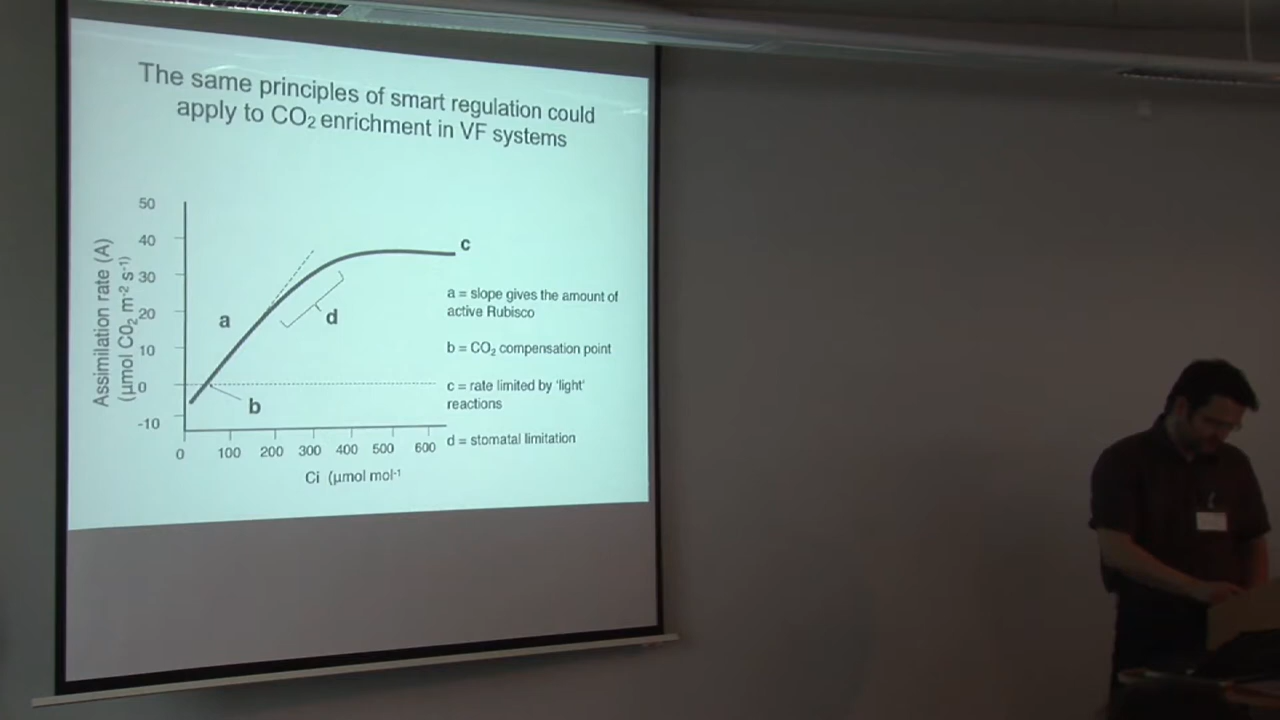 The same principles of smart regulation could
apply to CO₂ enrichment in VF systems
50
40
30
20
10
0
-10
Assimilation rate (A)
(µmol C0₂ m⁻² s⁻¹)
a
b
c
d
0 100 200 300 400 500 600
Ci (µmol mol⁻¹
a = slope gives the amount of
active Rubisco
b = CO₂ compensation point
c = rate limited by 'light'
reactions
d = stomatal limitation